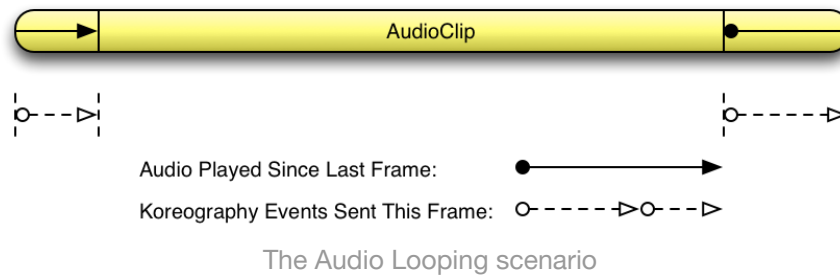 AudioClip
Audio Played Since Last Frame:
Koreography Events Sent This Frame:
The Audio Looping scenario